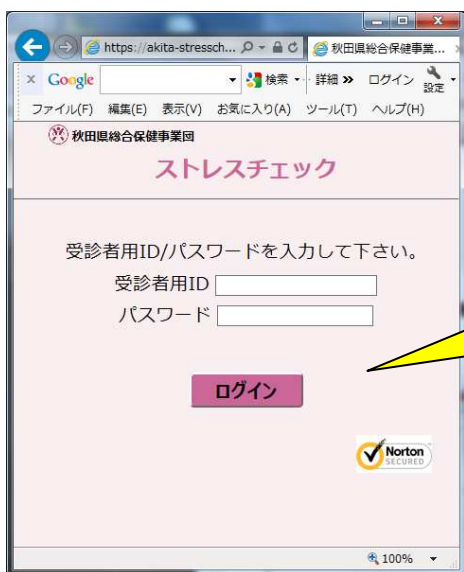 https://akita-stressch...
秋田県総合保健事業...
x Google 検索 詳細 » ログイン 設定
ファイル(F) 編集(E) 表示(V) お気に入り(A) ツール(T) ヘルプ(H)
秋田県総合保健事業団
ストレスチェック
受診者用ID/パスワードを入力して下さい。
受診者用ID
パスワード
ログイン
Norton
SECURED
100%